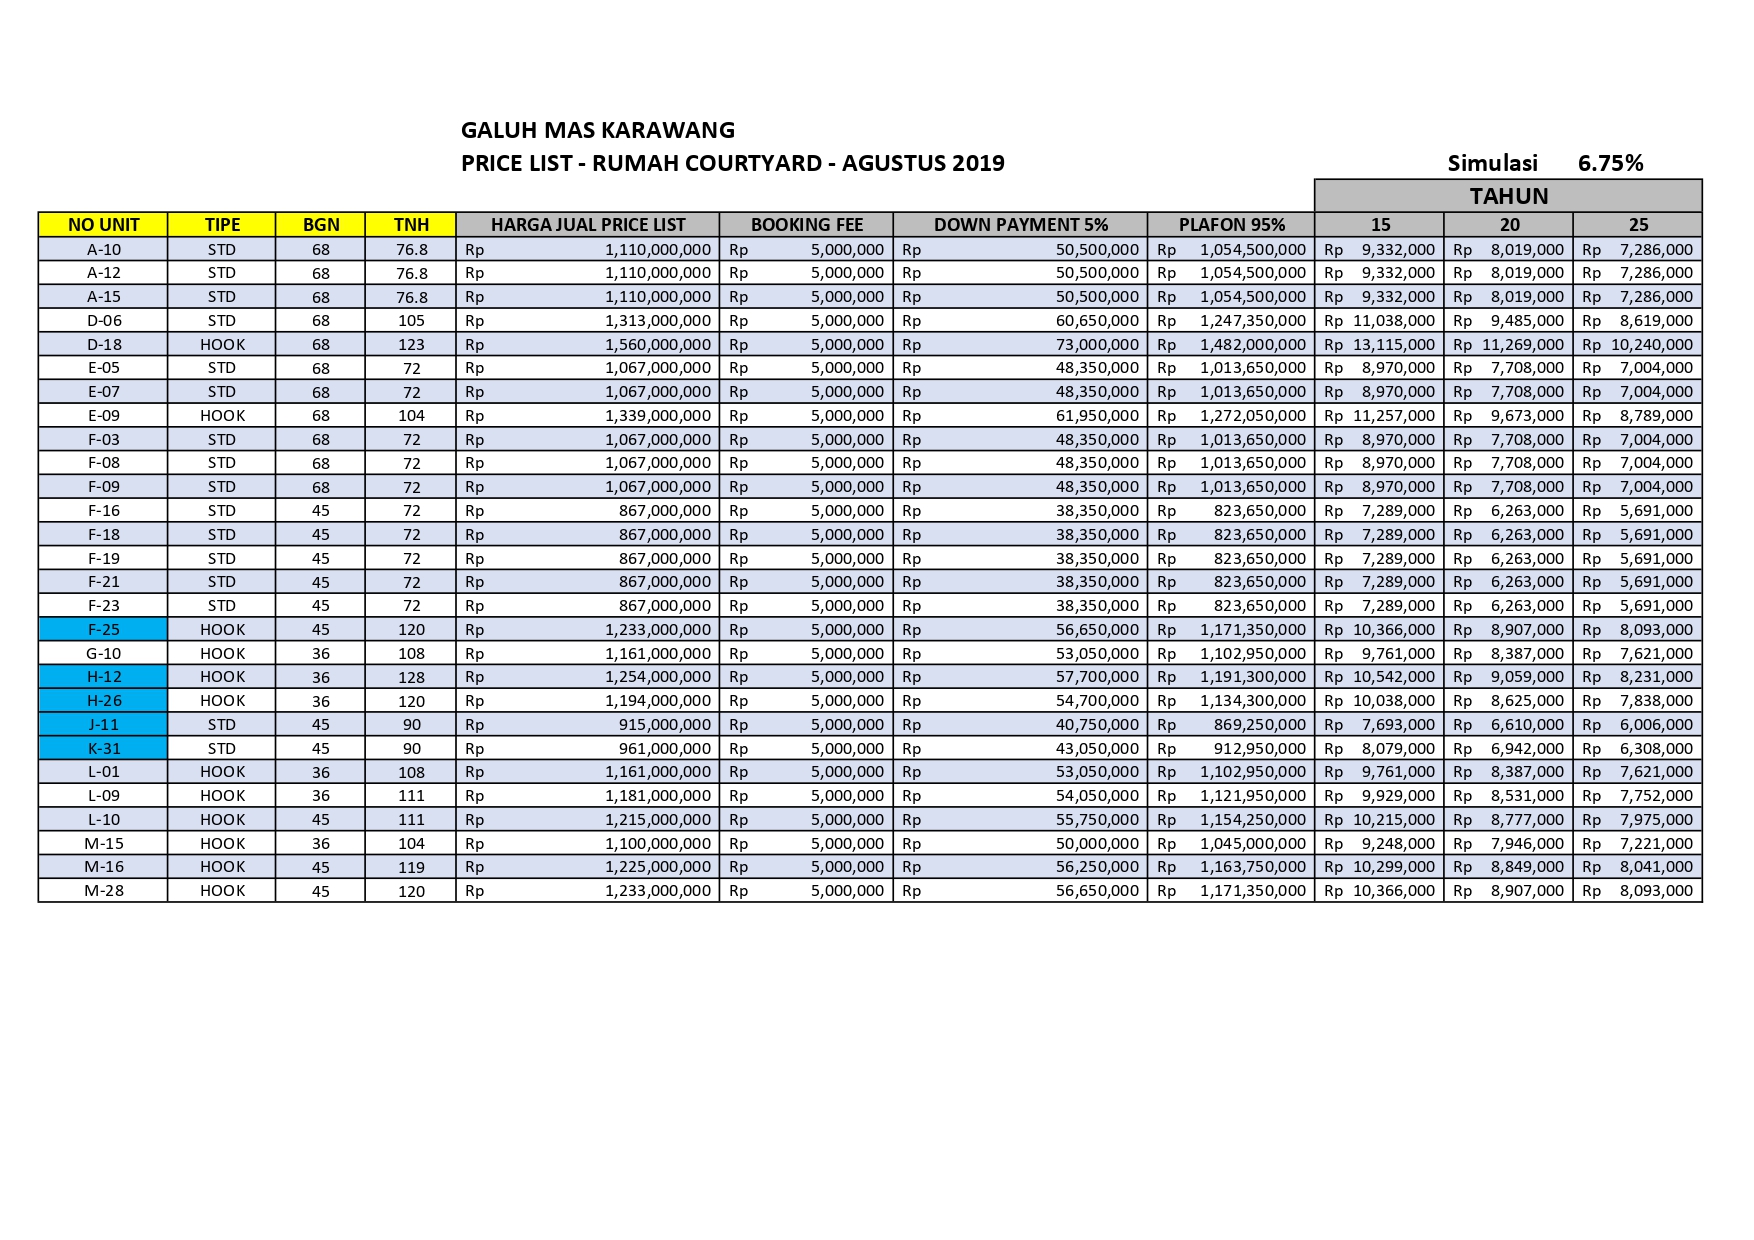 GALUH MAS KARAWANG
PRICE LIST - RUMAH COURTYARD - AGUSTUS 2019 Simulasi 6.75%
TAHUN
NO UNIT TIPE BGN TNH HARGA JUAL PRICE LIST BOOKING FEE DOWN PAYMENT 5% PLAFON 95% 15 20 25
A-10 STD 68 76.8 Rp 1,110,000,000 Rp 5,000,000 Rp 50,500,000 Rp 1,054,500,000 Rp 9,332,000 Rp 8,019,000 Rp 7,286,000
A-12 STD 68 76.8 Rp 1,110,000,000 Rp 5,000,000 Rp 50,500,000 Rp 1,054,500,000 Rp 9,332,000 Rp 8,019,000 Rp 7,286,000
A-15 STD 68 76.8 Rp 1,110,000,000 Rp 5,000,000 Rp 50,500,000 Rp 1,054,500,000 Rp 9,332,000 Rp 8,019,000 Rp 7,286,000
D-06 STD 68 105 Rp 1,313,000,000 Rp 5,000,000 Rp 60,650,000 Rp 1,247,350,000 Rp 11,038,000 Rp 9,485,000 Rp 8,619,000
D-18 HOOK 68 123 Rp 1,560,000,000 Rp 5,000,000 Rp 73,000,000 Rp 1,482,000,000 Rp 13,115,000 Rp 11,269,000 Rp 10,240,000
E-05 STD 68 72 Rp 1,067,000,000 Rp 5,000,000 Rp 48,350,000 Rp 1,013,650,000 Rp 8,970,000 Rp 7,708,000 Rp 7,004,000
E-07 STD 68 72 Rp 1,067,000,000 Rp 5,000,000 Rp 48,350,000 Rp 1,013,650,000 Rp 8,970,000 Rp 7,708,000 Rp 7,004,000
E-09 HOOK 68 104 Rp 1,339,000,000 Rp 5,000,000 Rp 61,950,000 Rp 1,272,050,000 Rp 11,257,000 Rp 9,673,000 Rp 8,789,000
F-03 STD 68 72 Rp 1,067,000,000 Rp 5,000,000 Rp 48,350,000 Rp 1,013,650,000 Rp 8,970,000 Rp 7,708,000 Rp 7,004,000
F-08 STD 68 72 Rp 1,067,000,000 Rp 5,000,000 Rp 48,350,000 Rp 1,013,650,000 Rp 8,970,000 Rp 7,708,000 Rp 7,004,000
F-09 STD 68 72 Rp 1,067,000,000 Rp 5,000,000 Rp 48,350,000 Rp 1,013,650,000 Rp 8,970,000 Rp 7,708,000 Rp 7,004,000
F-16 STD 45 72 Rp 867,000,000 Rp 5,000,000 Rp 38,350,000 Rp 823,650,000 Rp 7,289,000 Rp 6,263,000 Rp 5,691,000
F-18 STD 45 72 Rp 867,000,000 Rp 5,000,000 Rp 38,350,000 Rp 823,650,000 Rp 7,289,000 Rp 6,263,000 Rp 5,691,000
F-19 STD 45 72 Rp 867,000,000 Rp 5,000,000 Rp 38,350,000 Rp 823,650,000 Rp 7,289,000 Rp 6,263,000 Rp 5,691,000
F-21 STD 45 72 Rp 867,000,000 Rp 5,000,000 Rp 38,350,000 Rp 823,650,000 Rp 7,289,000 Rp 6,263,000 Rp 5,691,000
F-23 STD 45 72 Rp 867,000,000 Rp 5,000,000 Rp 38,350,000 Rp 823,650,000 Rp 7,289,000 Rp 6,263,000 Rp 5,691,000
F-25 HOOK 45 120 Rp 1,233,000,000 Rp 5,000,000 Rp 56,650,000 Rp 1,171,350,000 Rp 10,366,000 Rp 8,907,000 Rp 8,093,000
G-10 HOOK 36 108 Rp 1,161,000,000 Rp 5,000,000 Rp 53,050,000 Rp 1,102,950,000 Rp 9,761,000 Rp 8,387,000 Rp 7,621,000
H-12 HOOK 36 128 Rp 1,254,000,000 Rp 5,000,000 Rp 57,700,000 Rp 1,191,300,000 Rp 10,542,000 Rp 9,059,000 Rp 8,231,000
H-26 HOOK 36 120 Rp 1,194,000,000 Rp 5,000,000 Rp 54,700,000 Rp 1,134,300,000 Rp 10,038,000 Rp 8,625,000 Rp 7,838,000
J-11 STD 45 90 Rp 915,000,000 Rp 5,000,000 Rp 40,750,000 Rp 869,250,000 Rp 7,693,000 Rp 6,610,000 Rp 6,006,000
K-31 STD 45 90 Rp 961,000,000 Rp 5,000,000 Rp 43,050,000 Rp 912,950,000 Rp 8,079,000 Rp 6,942,000 Rp 6,308,000
L-01 HOOK 36 108 Rp 1,161,000,000 Rp 5,000,000 Rp 53,050,000 Rp 1,102,950,000 Rp 9,761,000 Rp 8,387,000 Rp 7,621,000
L-09 HOOK 36 111 Rp 1,181,000,000 Rp 5,000,000 Rp 54,050,000 Rp 1,121,950,000 Rp 9,929,000 Rp 8,531,000 Rp 7,752,000
L-10 HOOK 45 111 Rp 1,215,000,000 Rp 5,000,000 Rp 55,750,000 Rp 1,154,250,000 Rp 10,215,000 Rp 8,777,000 Rp 7,975,000
M-15 HOOK 36 104 Rp 1,100,000,000 Rp 5,000,000 Rp 50,000,000 Rp 1,045,000,000 Rp 9,248,000 Rp 7,946,000 Rp 7,221,000
M-16 HOOK 45 119 Rp 1,225,000,000 Rp 5,000,000 Rp 56,250,000 Rp 1,163,750,000 Rp 10,299,000 Rp 8,849,000 Rp 8,041,000
M-28 HOOK 45 120 Rp 1,233,000,000 Rp 5,000,000 Rp 56,650,000 Rp 1,171,350,000 Rp 10,366,000 Rp 8,907,000 Rp 8,093,000